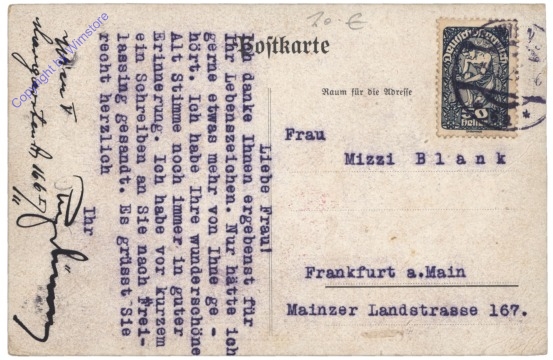 30 €
Postkarte
Raum für die Adresse
Frau
Mizzi Blank
Frankfurt a.Main
Mainzer Landstrasse 167.
Liebe Frau!
Ich danke Ihnen ergebenst für
Ihr Lebenszeichen. Nur hätte ich
gerne etwas mehr von Ihne ge -
hört. Ich habe Ihre wunderschöne
Alt Stimme noch immer in guter
Erinnerung. Ich habe vor kurzem
ein Schreiben an Sie nach Frei-
lassing gesandt. Es grüsst Sie
recht herzlich
Ihr
Wien V
Copyright by Wimstore